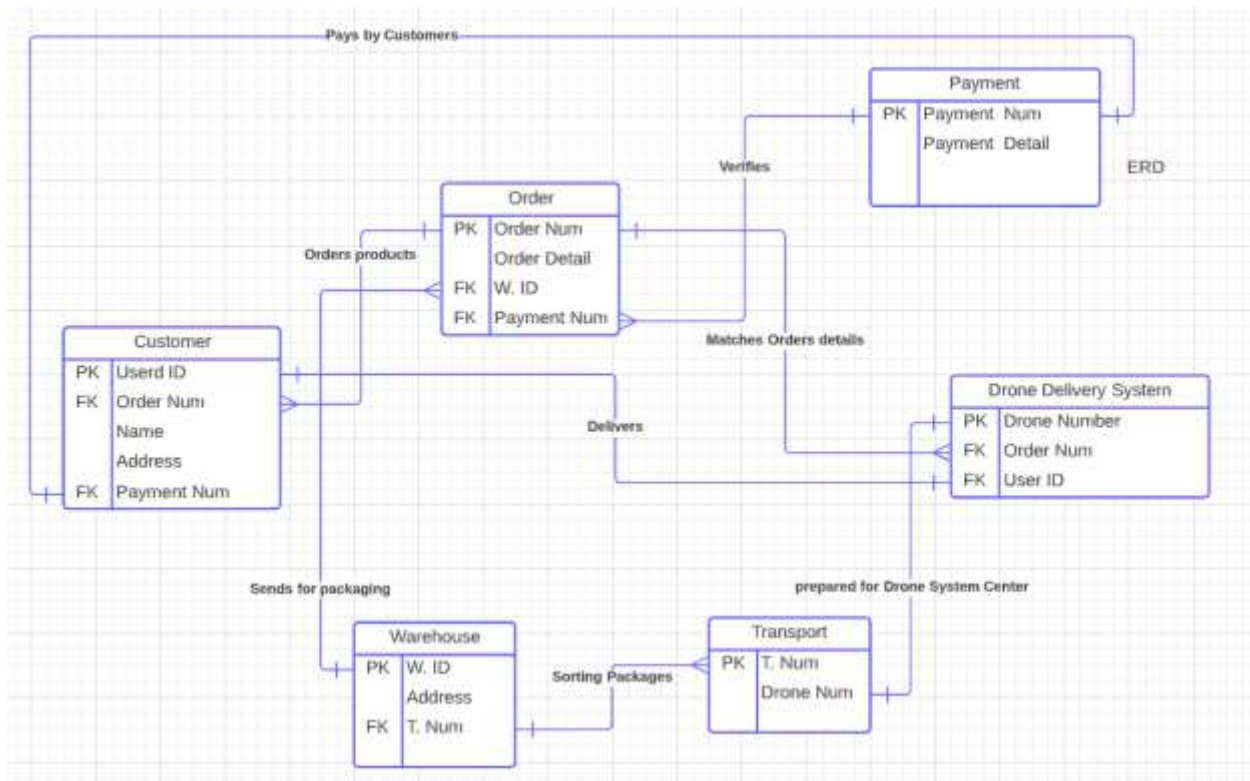 Pays by Customers
Payment
PK Payment Num
Payment Detail
ERD
Verifies
Order
PK Order Num
Order Detail
FK W. ID
FK Payment Num
Orders products
Matches Orders details
Customer
PK Userd ID
FK Order Num
Name
Address
FK Payment Num
Delivers
Drone Delivery System
PK Drone Number
FK Order Num
FK User ID
Sends for packaging
prepared for Drone System Center
Warehouse
PK W. ID
Address
FK T. Num
Sorting Packages
Transport
PK T. Num
Drone Num